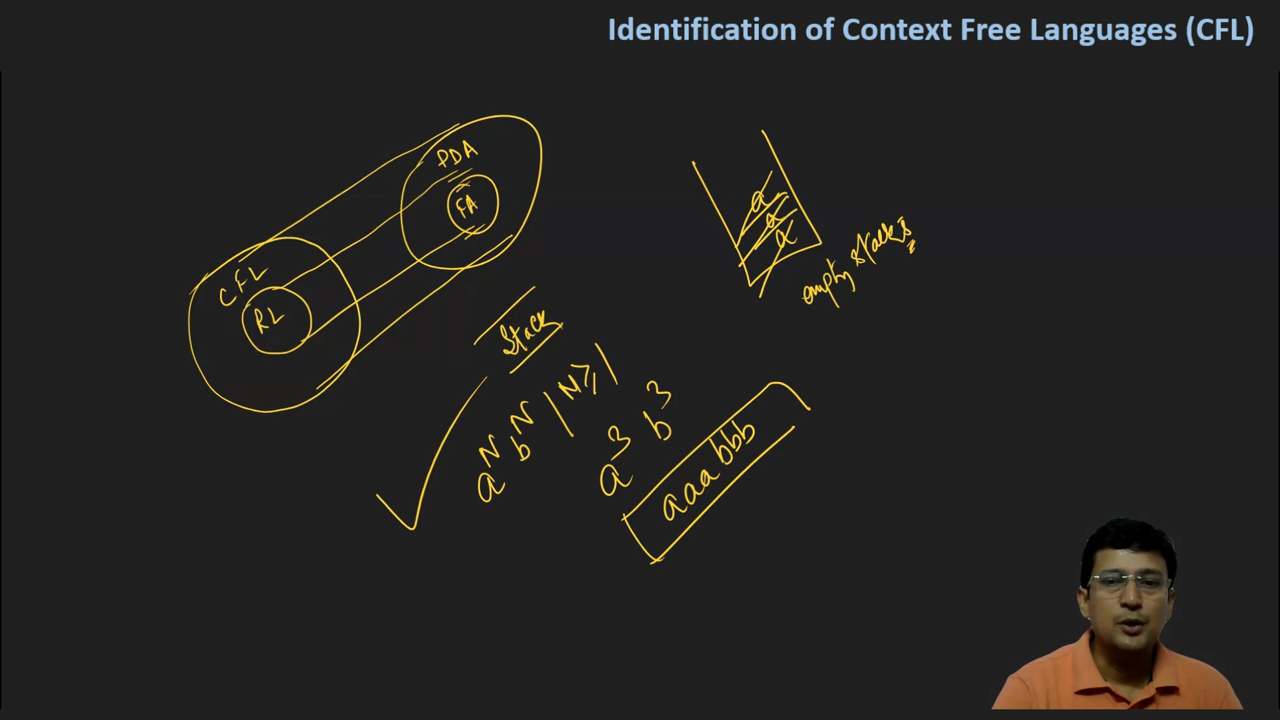 Identification of Context Free Languages (CFL)
PDA
FA
CFL
RL
a
a
a
empty stack
Stack
a^N b^N | N ≥ 1
a^3 b^3
aaabbb